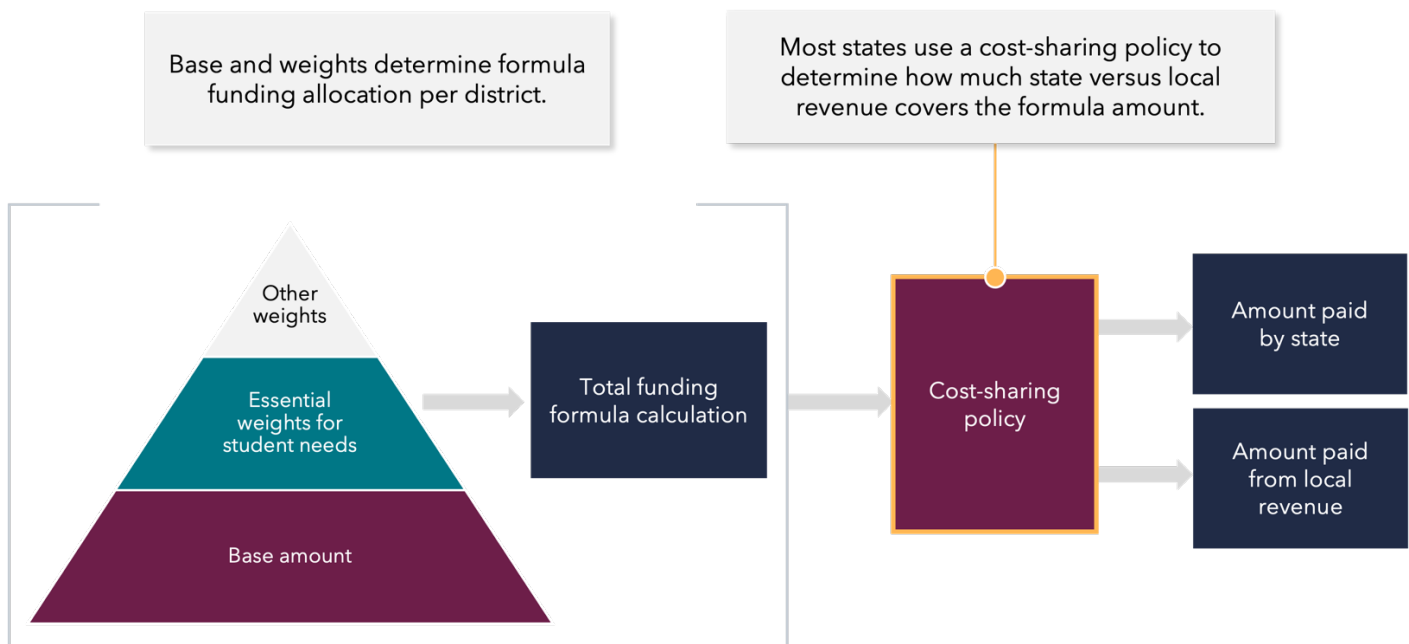 Base and weights determine formula
funding allocation per district.
Most states use a cost-sharing policy to
determine how much state versus local
revenue covers the formula amount.
Other
weights
Essential
weights for
student needs
Base amount
Total funding
formula calculation
Cost-sharing
policy
Amount paid
by state
Amount paid
from local
revenue